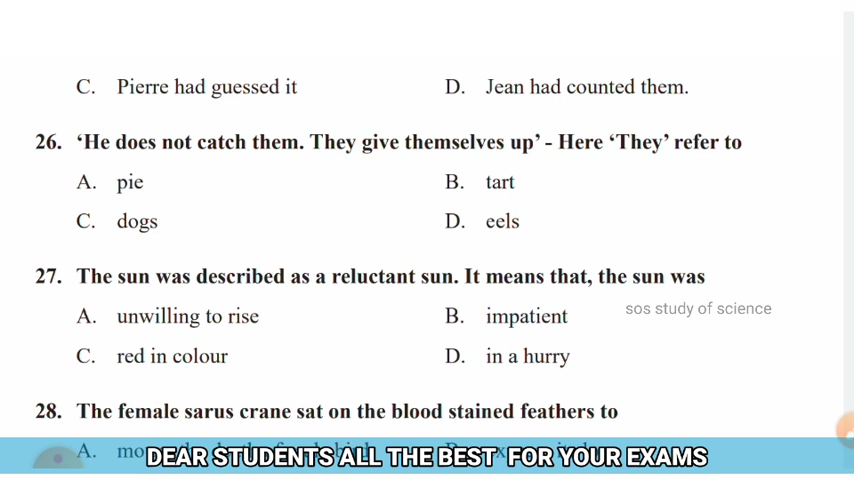 C. Pierre had guessed it D. Jean had counted them.
26. ‘He does not catch them. They give themselves up’ - Here ‘They’ refer to
A. pie B. tart
C. dogs D. eels
27. The sun was described as a reluctant sun. It means that, the sun was
A. unwilling to rise B. impatient
sos study of science
C. red in colour D. in a hurry
28. The female sarus crane sat on the blood stained feathers to
A.
DEAR STUDENTS ALL THE BEST FOR YOUR EXAMS